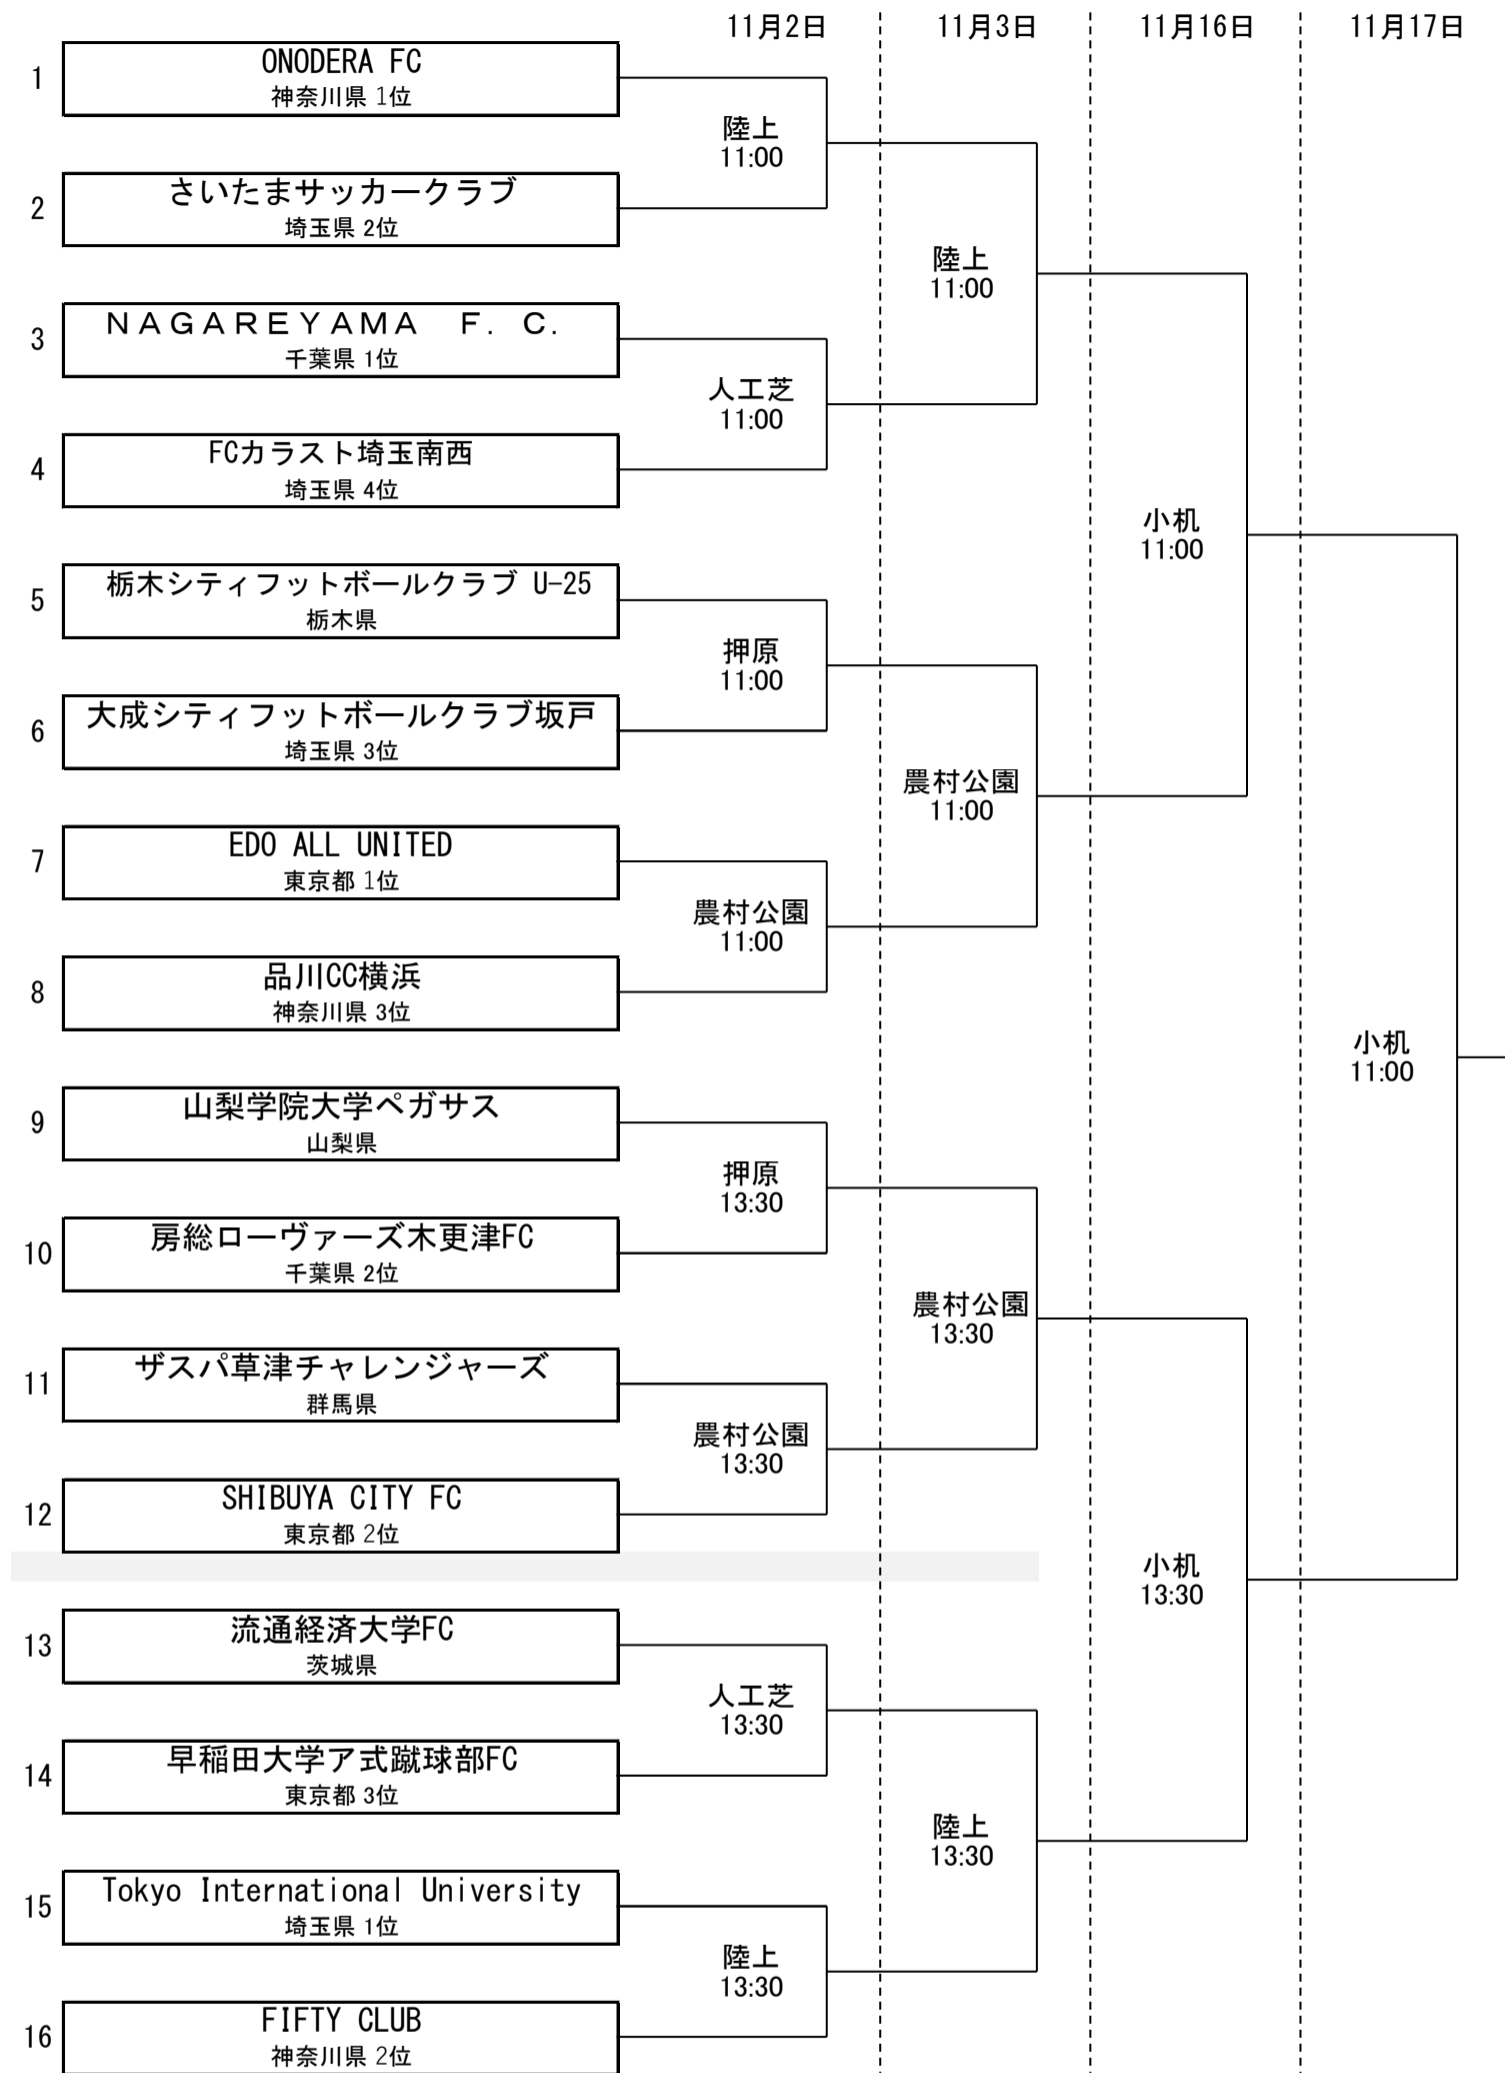 11月2日
11月3日
11月16日
11月17日
1
ONODERA FC
神奈川県 1位
陸上
11:00
2
さいたまサッカークラブ
埼玉県 2位
陸上
11:00
3
ＮＡＧＡＲＥＹＡＭＡ　Ｆ．Ｃ．
千葉県 1位
人工芝
11:00
4
FCカラスト埼玉南西
埼玉県 4位
小机
11:00
5
栃木シティフットボールクラブ U-25
栃木県
押原
11:00
6
大成シティフットボールクラブ坂戸
埼玉県 3位
農村公園
11:00
7
EDO ALL UNITED
東京都 1位
農村公園
11:00
8
品川CC横浜
神奈川県 3位
小机
11:00
9
山梨学院大学ペガサス
山梨県
押原
13:30
10
房総ローヴァーズ木更津FC
千葉県 2位
農村公園
13:30
11
ザスパ草津チャレンジャーズ
群馬県
農村公園
13:30
12
SHIBUYA CITY FC
東京都 2位
小机
13:30
13
流通経済大学FC
茨城県
人工芝
13:30
14
早稲田大学ア式蹴球部FC
東京都 3位
陸上
13:30
15
Tokyo International University
埼玉県 1位
陸上
13:30
16
FIFTY CLUB
神奈川県 2位